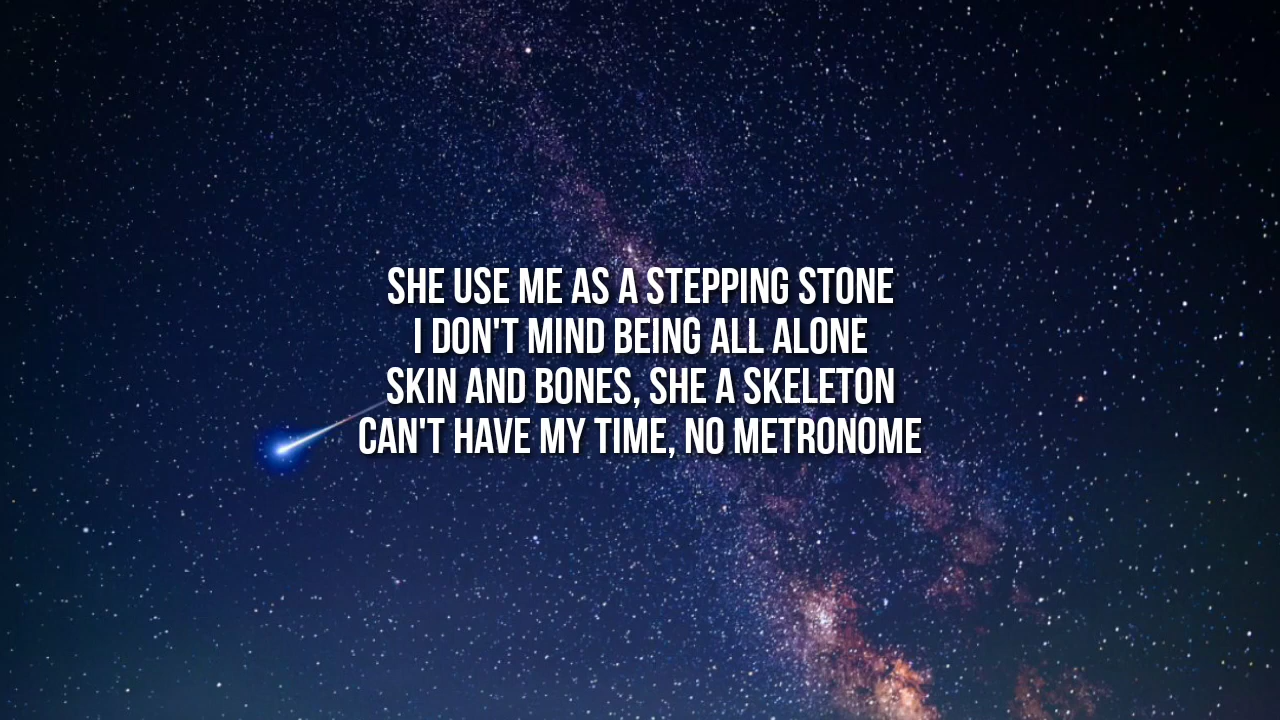 SHE USE ME AS A STEPPING STONE
I DON'T MIND BEING ALL ALONE
SKIN AND BONES, SHE A SKELETON
CAN'T HAVE MY TIME, NO METRONOME